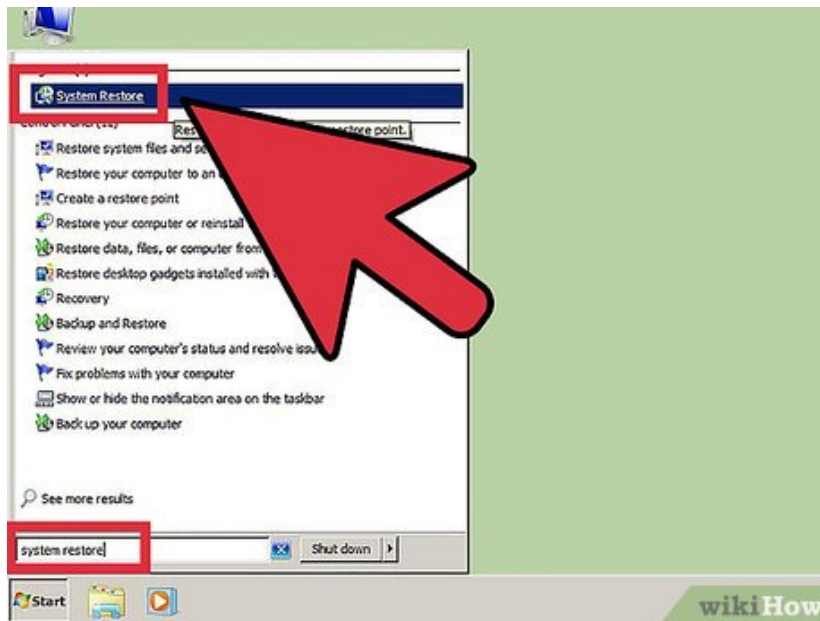 System Restore
Restore system files and
Restore your computer to an
Create a restore point
Restore your computer or reinstall
Restore data, files, or computer from
Restore desktop gadgets installed with
Recovery
Backup and Restore
Review your computer's status and resolve
Fix problems with your computer
Show or hide the notification area on the taskbar
Back up your computer
See more results
system restore
Shut down
Start
wikiHow